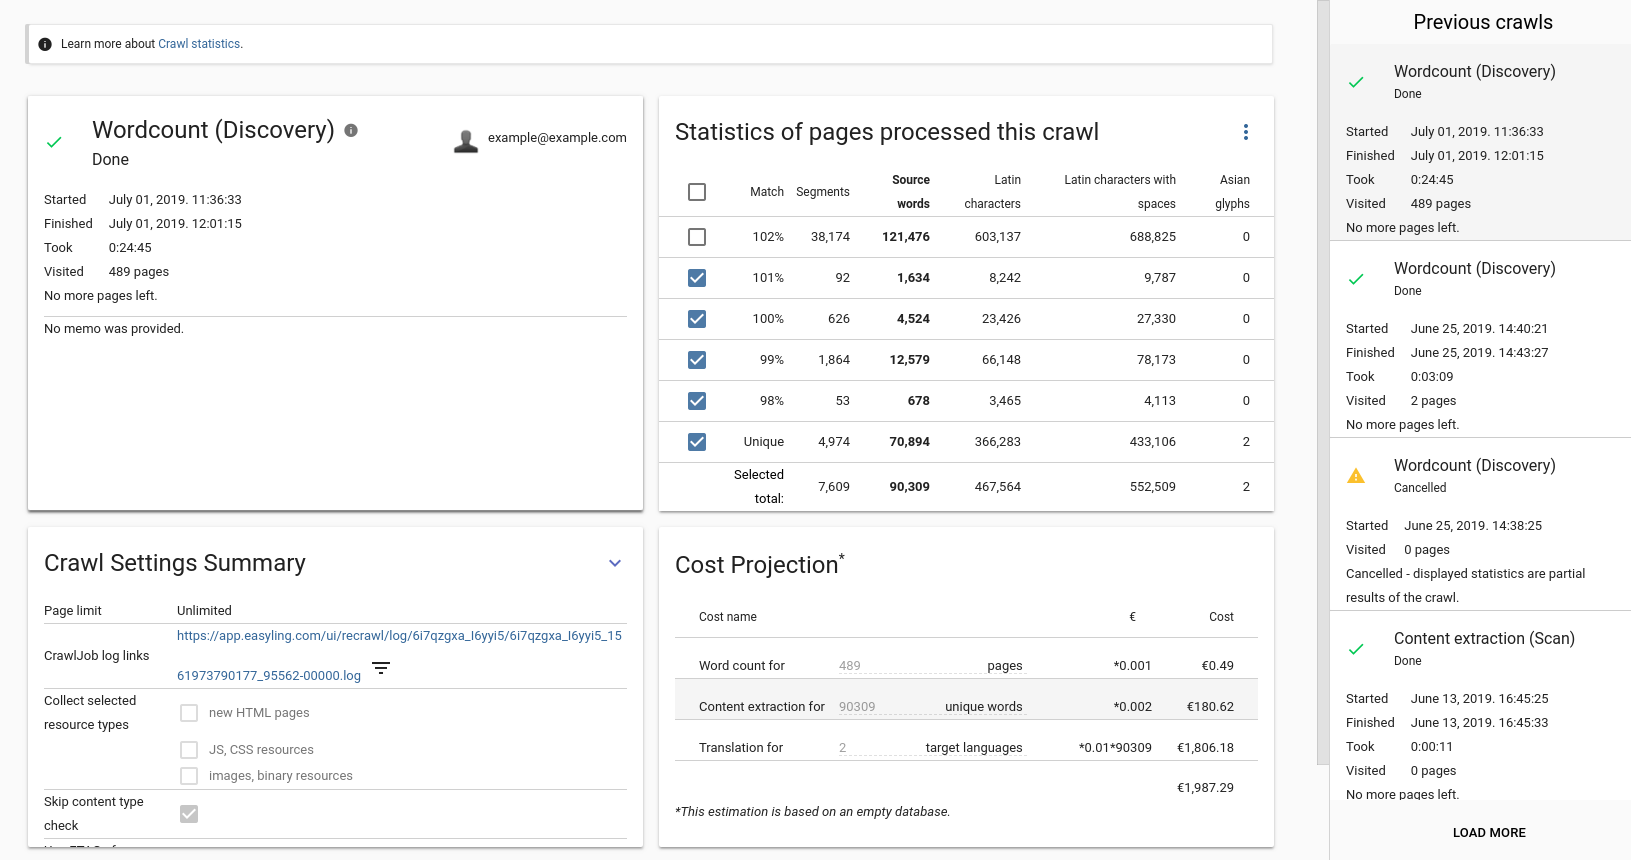 Learn more about Crawl statistics.
Wordcount (Discovery)
Done
example@example.com
Started July 01, 2019. 11:36:33
Finished July 01, 2019. 12:01:15
Took 0:24:45
Visited 489 pages
No more pages left.
No memo was provided.
Statistics of pages processed this crawl
Match Segments Source words Latin characters Latin characters with spaces Asian glyphs
102% 38,174 121,476 603,137 688,825 0
101% 92 1,634 8,242 9,787 0
100% 626 4,524 23,426 27,330 0
99% 1,864 12,579 66,148 78,173 0
98% 53 678 3,465 4,113 0
Unique 4,974 70,894 366,283 433,106 2
Selected total: 7,609 90,309 467,564 552,509 2
Crawl Settings Summary
Page limit Unlimited
CrawlJob log links https://app.easyling.com/ui/recrawl/log/6i7qzgxa_I6yyi5/6i7qzgxa_I6yyi5_15
61973790177_95562-00000.log
Collect selected
resource types
new HTML pages
JS, CSS resources
images, binary resources
Skip content type
check
Cost Projection*
Cost name € Cost
Word count for 489 pages *0.001 €0.49
Content extraction for 90309 unique words *0.002 €180.62
Translation for 2 target languages *0.01*90309 €1,806.18
€1,987.29
*This estimation is based on an empty database.
Previous crawls
Wordcount (Discovery)
Done
Started July 01, 2019. 11:36:33
Finished July 01, 2019. 12:01:15
Took 0:24:45
Visited 489 pages
No more pages left.
Wordcount (Discovery)
Done
Started June 25, 2019. 14:40:21
Finished June 25, 2019. 14:43:27
Took 0:03:09
Visited 2 pages
No more pages left.
Wordcount (Discovery)
Cancelled
Started June 25, 2019. 14:38:25
Visited 0 pages
Cancelled - displayed statistics are partial
results of the crawl.
Content extraction (Scan)
Done
Started June 13, 2019. 16:45:25
Finished June 13, 2019. 16:45:33
Took 0:00:11
Visited 0 pages
No more pages left.
LOAD MORE